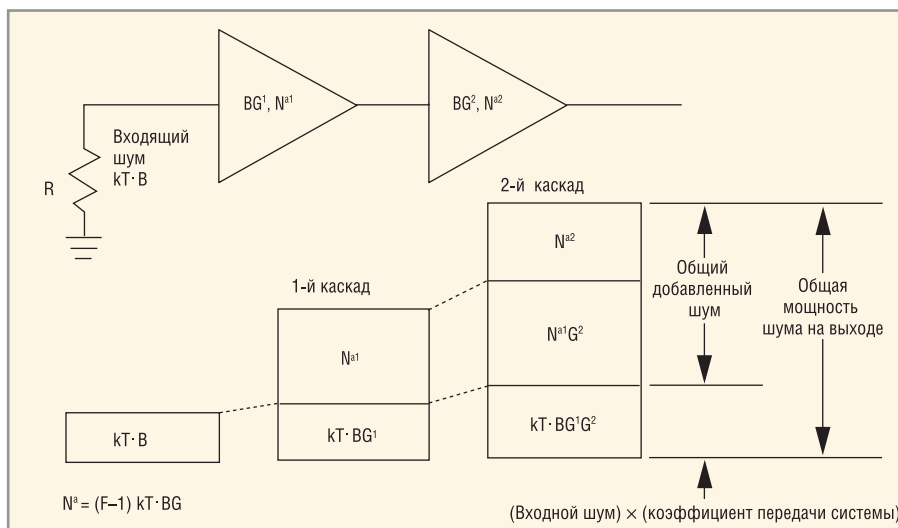 BG¹, Nᵃ¹
BG², Nᵃ²
Входящий
шум
kT·B
R
2-й каскад
Nᵃ²
1-й каскад
Общий
добавленный
шум
Общая
мощность
шума на выходе
Nᵃ¹
Nᵃ¹G²
kT·B
kT·BG¹
kT·BG¹G²
Nᵃ = (F–1) kT·BG
(Входной шум) × (коэффициент передачи системы)